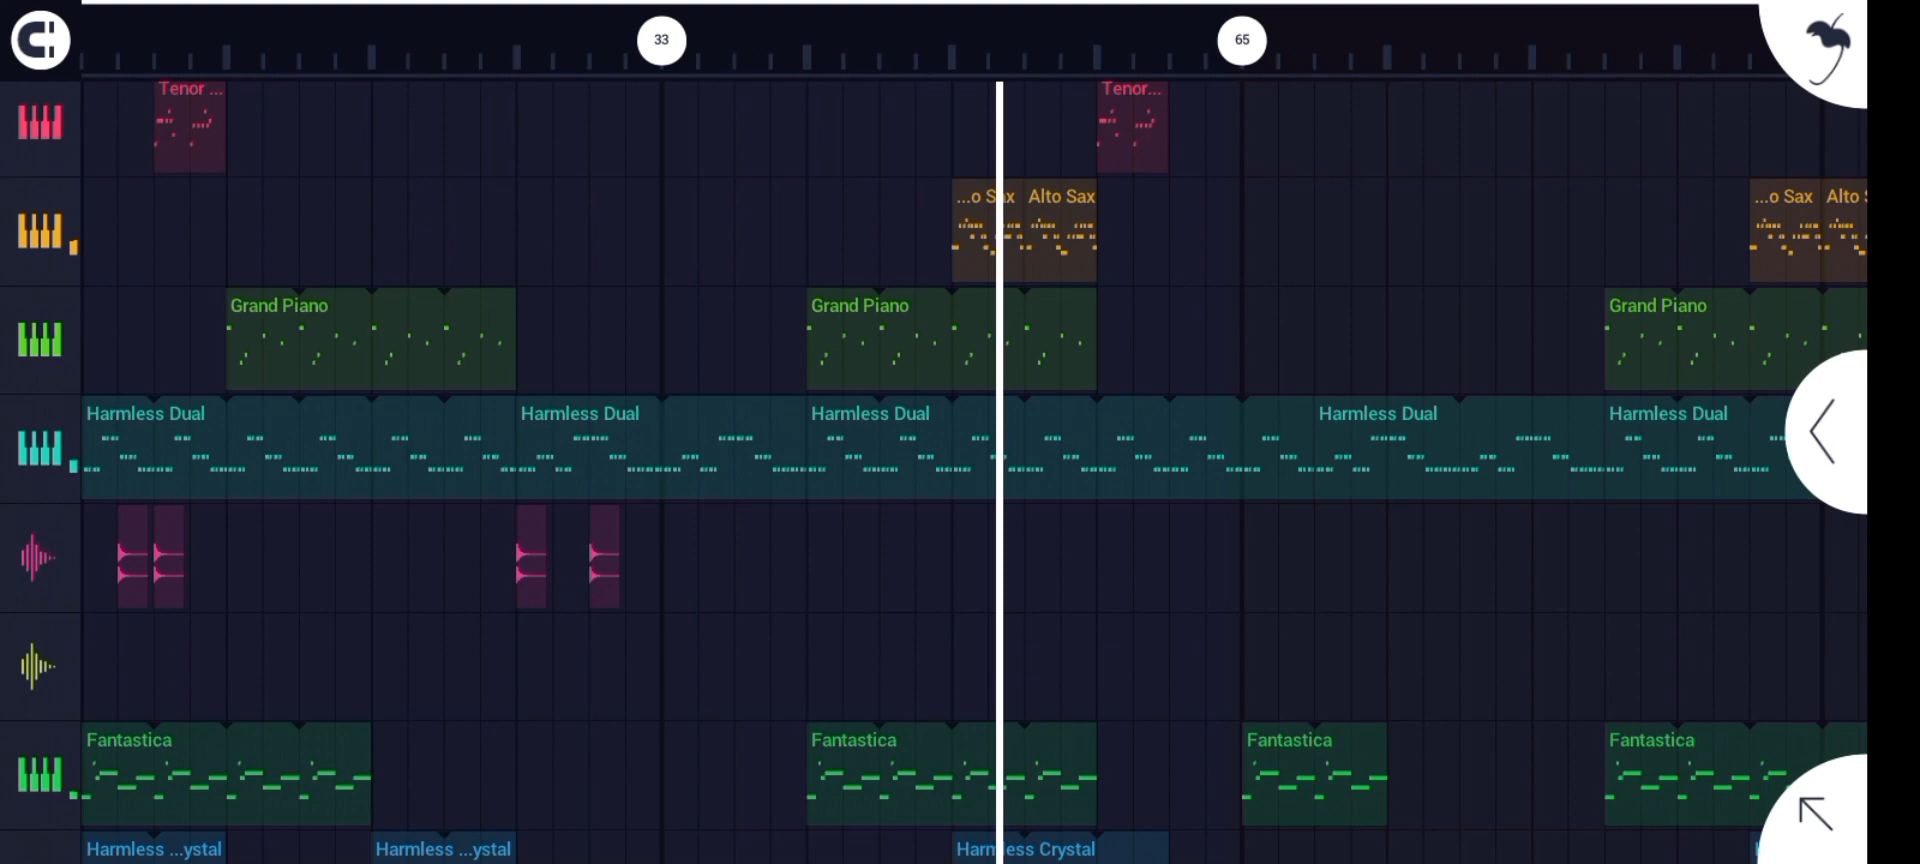 33 65
Tenor ... Tenor...
...o Sax Alto Sax ...o Sax Alto
Grand Piano Grand Piano Grand Piano
Harmless Dual Harmless Dual Harmless Dual Harmless Dual Harmless Dual
Fantastica Fantastica Fantastica Fantastica
Harmless ...ystal Harmless ...ystal Harmless Crystal